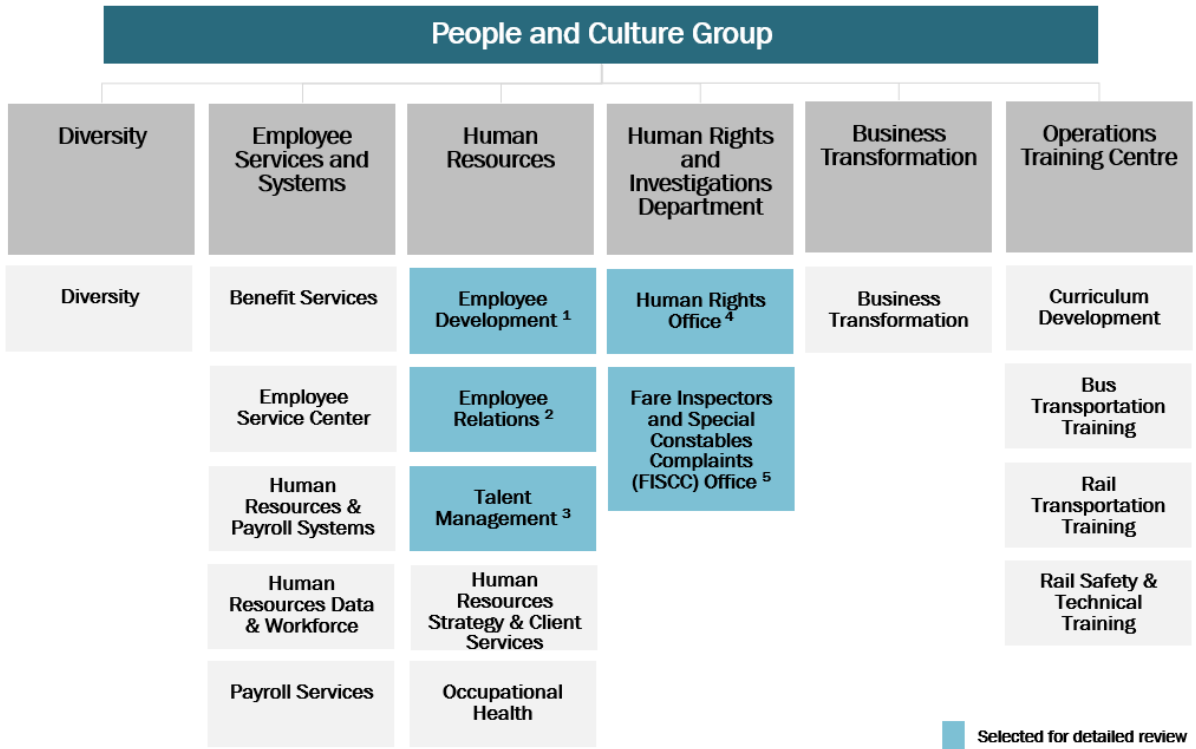 People and Culture Group
Diversity
Employee
Services and
Systems
Human
Resources
Human Rights
and
Investigations
Department
Business
Transformation
Operations
Training Centre
Diversity
Benefit Services
Employee
Service Center
Human
Resources &
Payroll Systems
Human
Resources Data
& Workforce
Payroll Services
Employee
Development 1
Employee
Relations 2
Talent
Management 3
Human
Resources
Strategy & Client
Services
Occupational
Health
Human Rights
Office 4
Fare Inspectors
and Special
Constables
Complaints
(FISCC) Office 5
Business
Transformation
Curriculum
Development
Bus
Transportation
Training
Rail
Transportation
Training
Rail Safety &
Technical
Training
Selected for detailed review